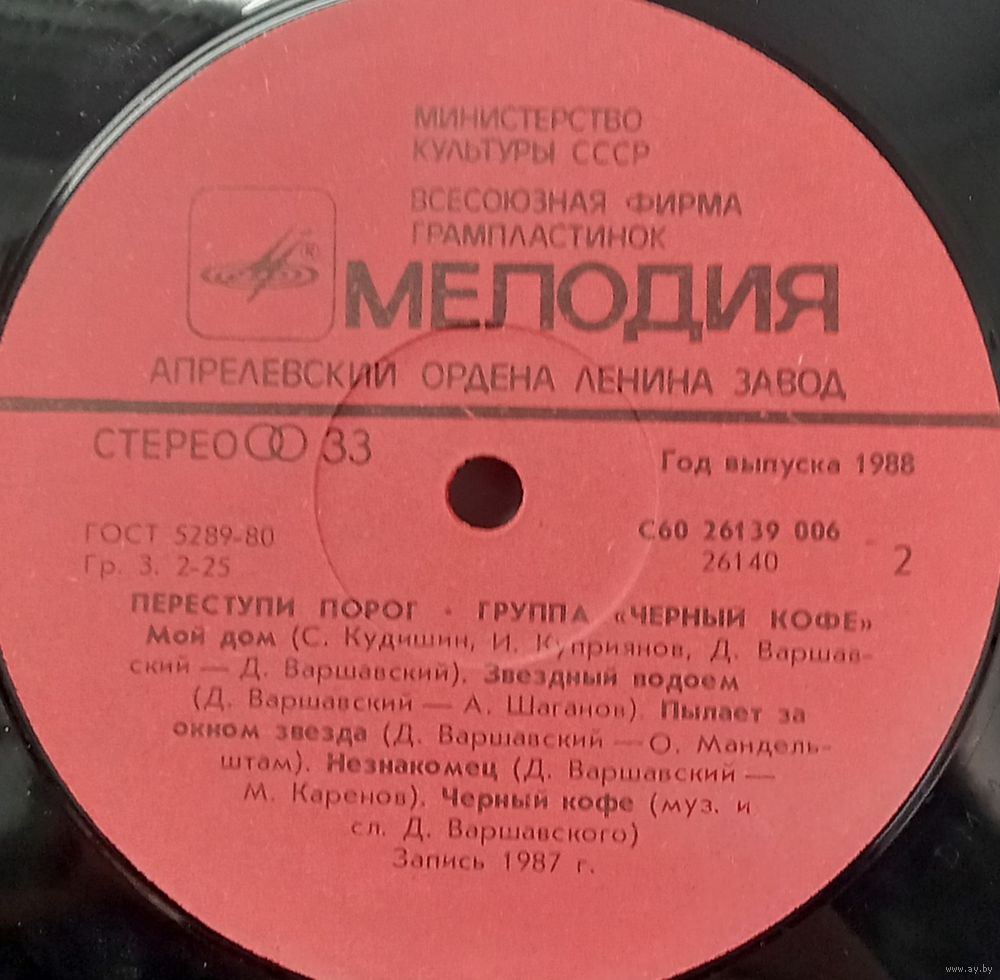 МИНИСТЕРСТВО
КУЛЬТУРЫ СССР
ВСЕСОЮЗНАЯ ФИРМА
ГРАМПЛАСТИНОК
®
МЕЛОДИЯ
АПРЕЛЕВСКИЙ ОРДЕНА ЛЕНИНА ЗАВОД
СТЕРЕО 33
Год выпуска 1988
ГОСТ 5289-80
Гр. 3. 2-25
С60 26139 006
26140
2
ПЕРЕСТУПИ ПОРОГ · ГРУППА «ЧЕРНЫЙ КОФЕ»
Мой дом (С. Кудишин, И. Куприянов, Д. Варшав-
ский — Д. Варшавский). Звездный водоем
(Д. Варшавский — А. Шаганов). Пылает за
окном звезда (Д. Варшавский — О. Мандель-
штам). Незнакомец (Д. Варшавский —
М. Каренов). Черный кофе (муз. и
сл. Д. Варшавского)
Запись 1987 г.
www.ay.by